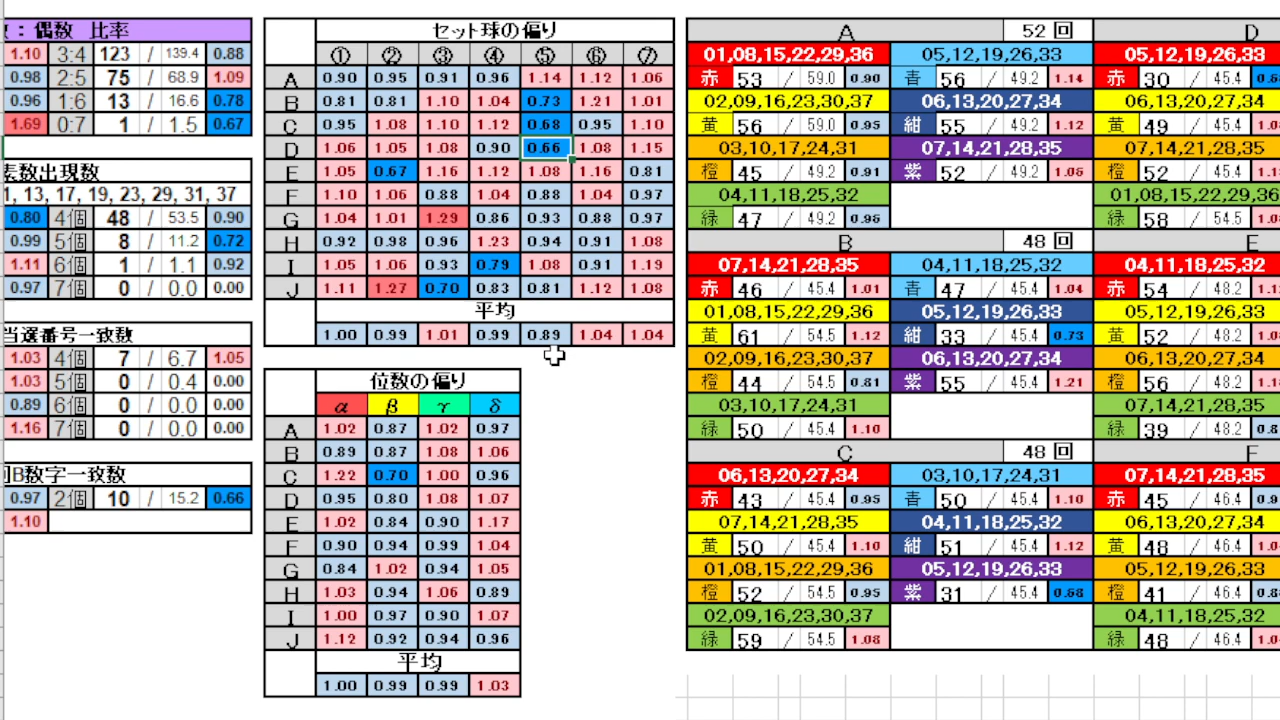 ：偶数 比率
1.10 3:4 123 / 139.4 0.88
0.98 2:5 75 / 68.9 1.09
0.96 1:6 13 / 16.6 0.78
1.69 0:7 1 / 1.5 0.67
素数出現数
1, 13, 17, 19, 23, 29, 31, 37
0.80 4個 48 / 53.5 0.90
0.99 5個 8 / 11.2 0.72
1.11 6個 1 / 1.1 0.92
0.97 7個 0 / 0.0 0.00
当選番号一致数
1.03 4個 7 / 6.7 1.05
1.03 5個 0 / 0.4 0.00
0.89 6個 0 / 0.0 0.00
1.16 7個 0 / 0.0 0.00
回B数字一致数
0.97 2個 10 / 15.2 0.66
1.10
セット球の偏り
① ② ③ ④ ⑤ ⑥ ⑦
A 0.90 0.95 0.91 0.96 1.14 1.12 1.06
B 0.81 0.81 1.10 1.04 0.73 1.21 1.01
C 0.95 1.08 1.10 1.12 0.68 0.95 1.10
D 1.06 1.05 1.08 0.90 0.66 1.08 1.15
E 1.05 0.67 1.16 1.12 1.08 1.16 0.81
F 1.10 1.06 0.88 1.04 0.88 1.04 0.97
G 1.04 1.01 1.29 0.86 0.93 0.88 0.97
H 0.92 0.98 0.96 1.23 0.94 0.91 1.08
I 1.05 1.06 0.93 0.79 1.08 0.91 1.19
J 1.11 1.27 0.70 0.83 0.81 1.12 1.08
平均
1.00 0.99 1.01 0.99 0.89 1.04 1.04
位数の偏り
α β γ δ
A 1.02 0.87 1.02 0.97
B 0.89 0.87 1.08 1.06
C 1.22 0.70 1.00 0.96
D 0.95 0.80 1.08 1.07
E 1.02 0.84 0.90 1.17
F 0.90 0.94 0.99 1.04
G 0.84 1.02 0.94 1.05
H 1.03 0.94 1.06 0.89
I 1.00 0.97 0.90 1.07
J 1.12 0.92 0.94 0.96
平均
1.00 0.99 0.99 1.03
A 52 回
01,08,15,22,29,36 05,12,19,26,33
赤 53 / 59.0 0.90 青 56 / 49.2 1.14
02,09,16,23,30,37 06,13,20,27,34
黄 56 / 59.0 0.95 紺 55 / 49.2 1.12
03,10,17,24,31 07,14,21,28,35
橙 45 / 49.2 0.91 紫 52 / 49.2 1.06
04,11,18,25,32
緑 47 / 49.2 0.96
B 48 回
07,14,21,28,35 04,11,18,25,32
赤 46 / 45.4 1.01 青 47 / 45.4 1.04
01,08,15,22,29,36 05,12,19,26,33
黄 61 / 54.5 1.12 紺 33 / 45.4 0.73
02,09,16,23,30,37 06,13,20,27,34
橙 44 / 54.5 0.81 紫 55 / 45.4 1.21
03,10,17,24,31
緑 50 / 45.4 1.10
C 48 回
06,13,20,27,34 03,10,17,24,31
赤 43 / 45.4 0.95 青 50 / 45.4 1.10
07,14,21,28,35 04,11,18,25,32
黄 50 / 45.4 1.10 紺 51 / 45.4 1.12
01,08,15,22,29,36 05,12,19,26,33
橙 52 / 54.5 0.95 紫 31 / 45.4 0.68
02,09,16,23,30,37
緑 59 / 54.5 1.08
D
05,12,19,26,33
赤 30 / 45.4
06,13,20,27,34
黄 49 / 45.4
07,14,21,28,35
橙 52 / 45.4
01,08,15,22,29,36
緑 58 / 54.5
E
04,11,18,25,32
赤 54 / 48.2
05,12,19,26,33
黄 52 / 48.2
06,13,20,27,34
橙 56 / 48.2
07,14,21,28,35
緑 39 / 48.2
F
07,14,21,28,35
赤 45 / 46.4
06,13,20,27,34
黄 48 / 46.4
05,12,19,26,33
橙 41 / 46.4
04,11,18,25,32
緑 48 / 46.4